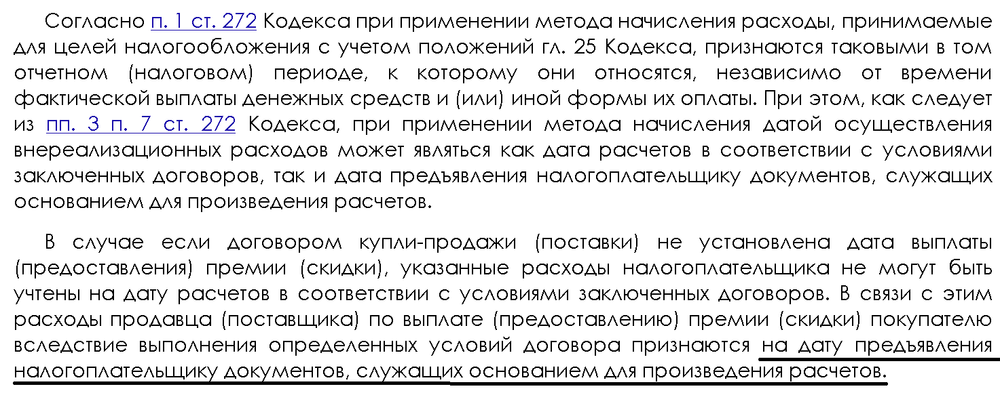 Согласно п. 1 ст. 272 Кодекса при применении метода начисления расходы, принимаемые
для целей налогообложения с учетом положений гл. 25 Кодекса, признаются таковыми в том
отчетном (налоговом) периоде, к которому они относятся, независимо от времени
фактической выплаты денежных средств и (или) иной формы их оплаты. При этом, как следует
из пп. 3 п. 7 ст. 272 Кодекса, при применении метода начисления датой осуществления
внереализационных расходов может являться как дата расчетов в соответствии с условиями
заключенных договоров, так и дата предъявления налогоплательщику документов, служащих
основанием для произведения расчетов.
В случае если договором купли-продажи (поставки) не установлена дата выплаты
(предоставления) премии (скидки), указанные расходы налогоплательщика не могут быть
учтены на дату расчетов в соответствии с условиями заключенных договоров. В связи с этим
расходы продавца (поставщика) по выплате (предоставлению) премии (скидки) покупателю
вследствие выполнения определенных условий договора признаются на дату предъявления
налогоплательщику документов, служащих основанием для произведения расчетов.